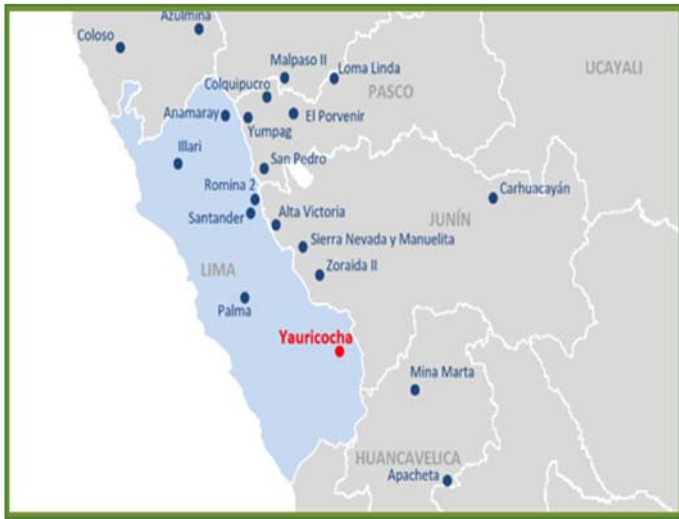 Azulmina
Coloso
Malpaso II
Loma Linda
UCAYALI
Colquipucro
PASCO
Anamaray
El Porvenir
Yumpag
Illari
San Pedro
Romina 2
Carhuacayán
Santander
Alta Victoria
JUNÍN
Sierra Nevada y Manuelita
LIMA
Zoraida II
Palma
Yauricocha
Mina Marta
HUANCAVELICA
Apacheta